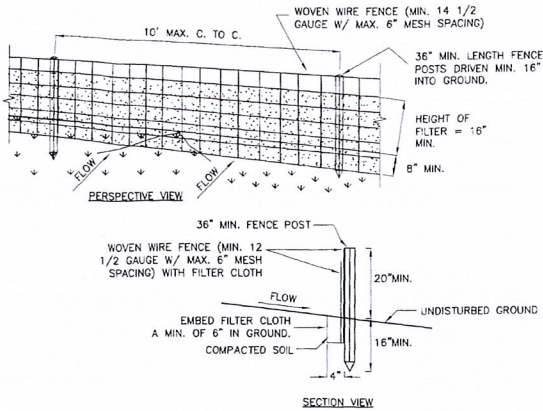 WOVEN WIRE FENCE (MIN. 14 1/2
GAUGE W/ MAX. 6" MESH SPACING)
10' MAX. C. TO C.
36" MIN. LENGTH FENCE
POSTS DRIVEN MIN. 16"
INTO GROUND.
HEIGHT OF
FILTER = 16"
MIN.
8" MIN.
FLOW
FLOW
PERSPECTIVE VIEW
36" MIN. FENCE POST
WOVEN WIRE FENCE (MIN. 12
1/2 GAUGE W/ MAX. 6" MESH
SPACING) WITH FILTER CLOTH
20"MIN.
FLOW
UNDISTURBED GROUND
EMBED FILTER CLOTH
A MIN. OF 6" IN GROUND.
COMPACTED SOIL
16"MIN.
4"
SECTION VIEW